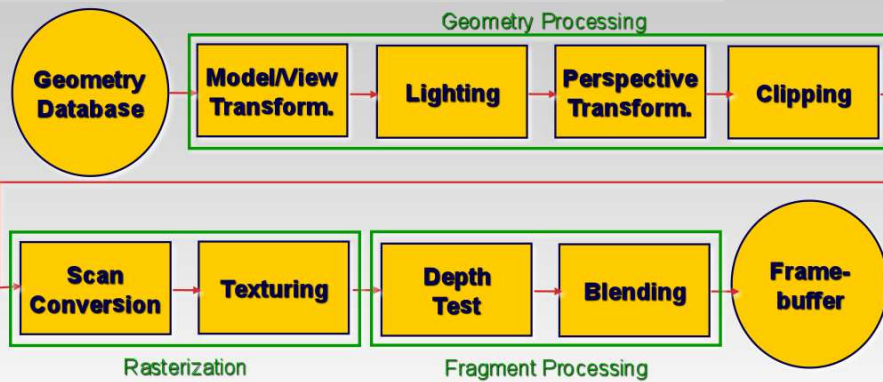 Geometry Processing
Geometry
Database
Model/View
Transform.
Lighting
Perspective
Transform.
Clipping
Scan
Conversion
Texturing
Depth
Test
Blending
Frame-
buffer
Rasterization
Fragment Processing